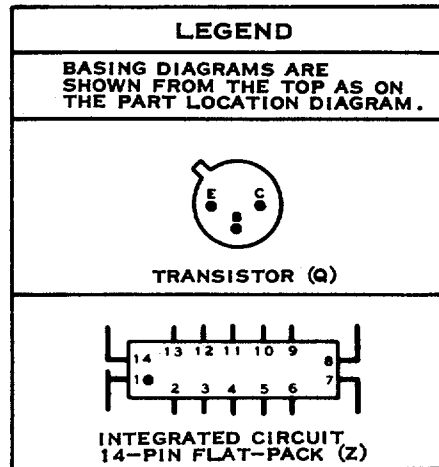 LEGEND
BASING DIAGRAMS ARE
SHOWN FROM THE TOP AS ON
THE PART LOCATION DIAGRAM.
E C
B
TRANSISTOR (Q)
14 13 12 11 10 9 8
1 2 3 4 5 6 7
INTEGRATED CIRCUIT
14-PIN FLAT-PACK (Z)